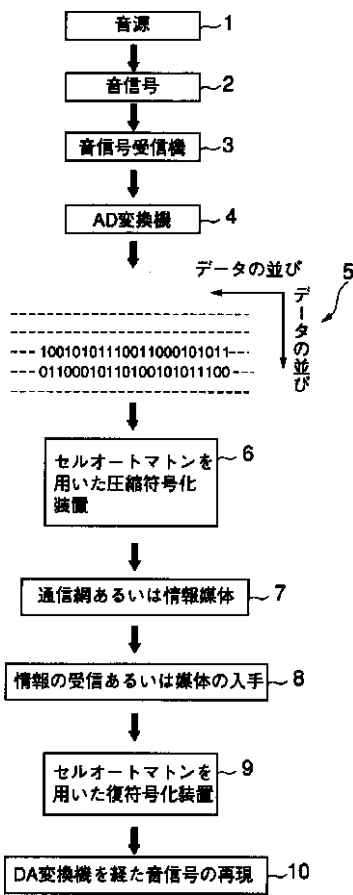 音源 1
音信号 2
音信号受信機 3
AD変換機 4
データの並び
データの並び
5
10010101110011000101011
011000101101001010111100
セルオートマトンを
用いた圧縮符号化
装置
6
通信網あるいは情報媒体 7
情報の受信あるいは媒体の入手 8
セルオートマトンを
用いた復符号化装置
9
DA変換機を経た音信号の再現
10